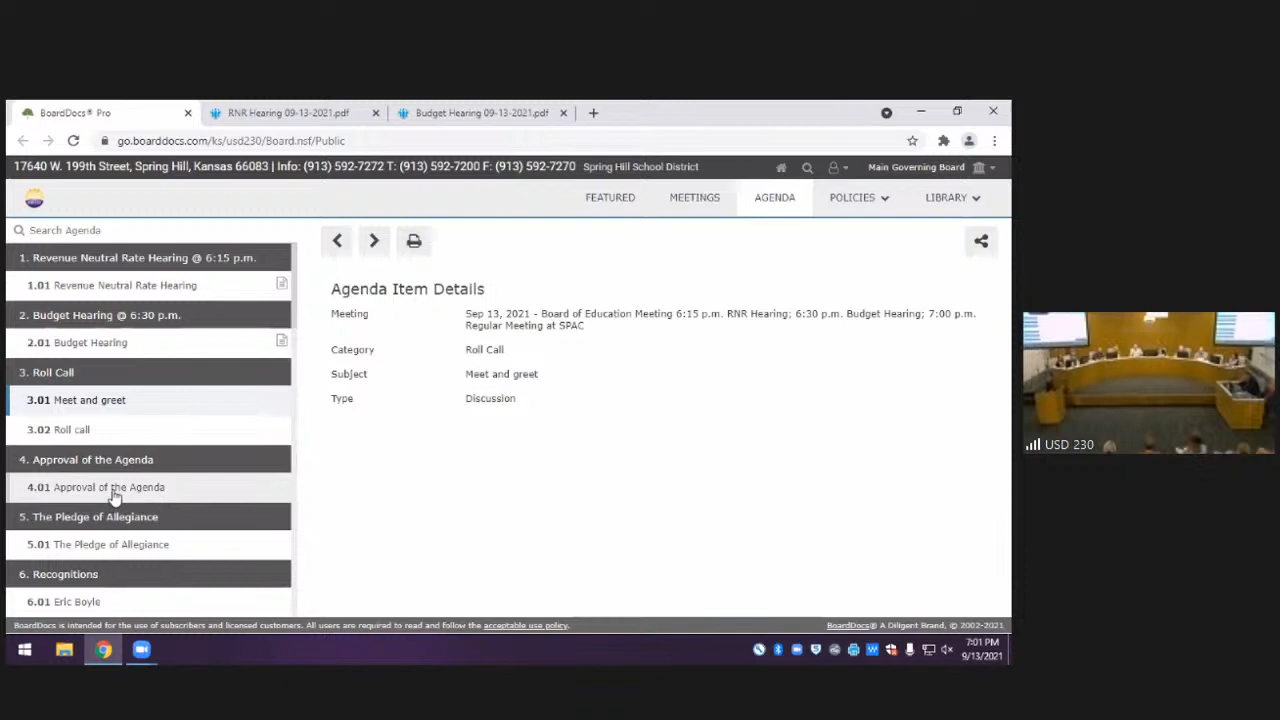 BoardDocs® Pro
RNR Hearing 09-13-2021.pdf
Budget Hearing 09-13-2021.pdf
go.boarddocs.com/ks/usd230/Board.nsf/Public
17640 W. 199th Street, Spring Hill, Kansas 66083 | Info: (913) 592-7272 T: (913) 592-7200 F: (913) 592-7270 Spring Hill School District
Main Governing Board
FEATURED MEETINGS AGENDA POLICIES LIBRARY
Search Agenda
1. Revenue Neutral Rate Hearing @ 6:15 p.m.
1.01 Revenue Neutral Rate Hearing
2. Budget Hearing @ 6:30 p.m.
2.01 Budget Hearing
3. Roll Call
3.01 Meet and greet
3.02 Roll call
4. Approval of the Agenda
4.01 Approval of the Agenda
5. The Pledge of Allegiance
5.01 The Pledge of Allegiance
6. Recognitions
6.01 Eric Boyle
Agenda Item Details
Meeting Sep 13, 2021 - Board of Education Meeting 6:15 p.m. RNR Hearing; 6:30 p.m. Budget Hearing; 7:00 p.m.
Regular Meeting at SPAC
Category Roll Call
Subject Meet and greet
Type Discussion
USD 230
BoardDocs is intended for the use of subscribers and licensed customers. All users are required to read and follow the acceptable use policy.
BoardDocs® A Diligent Brand, © 2002-2021
7:01 PM
9/13/2021